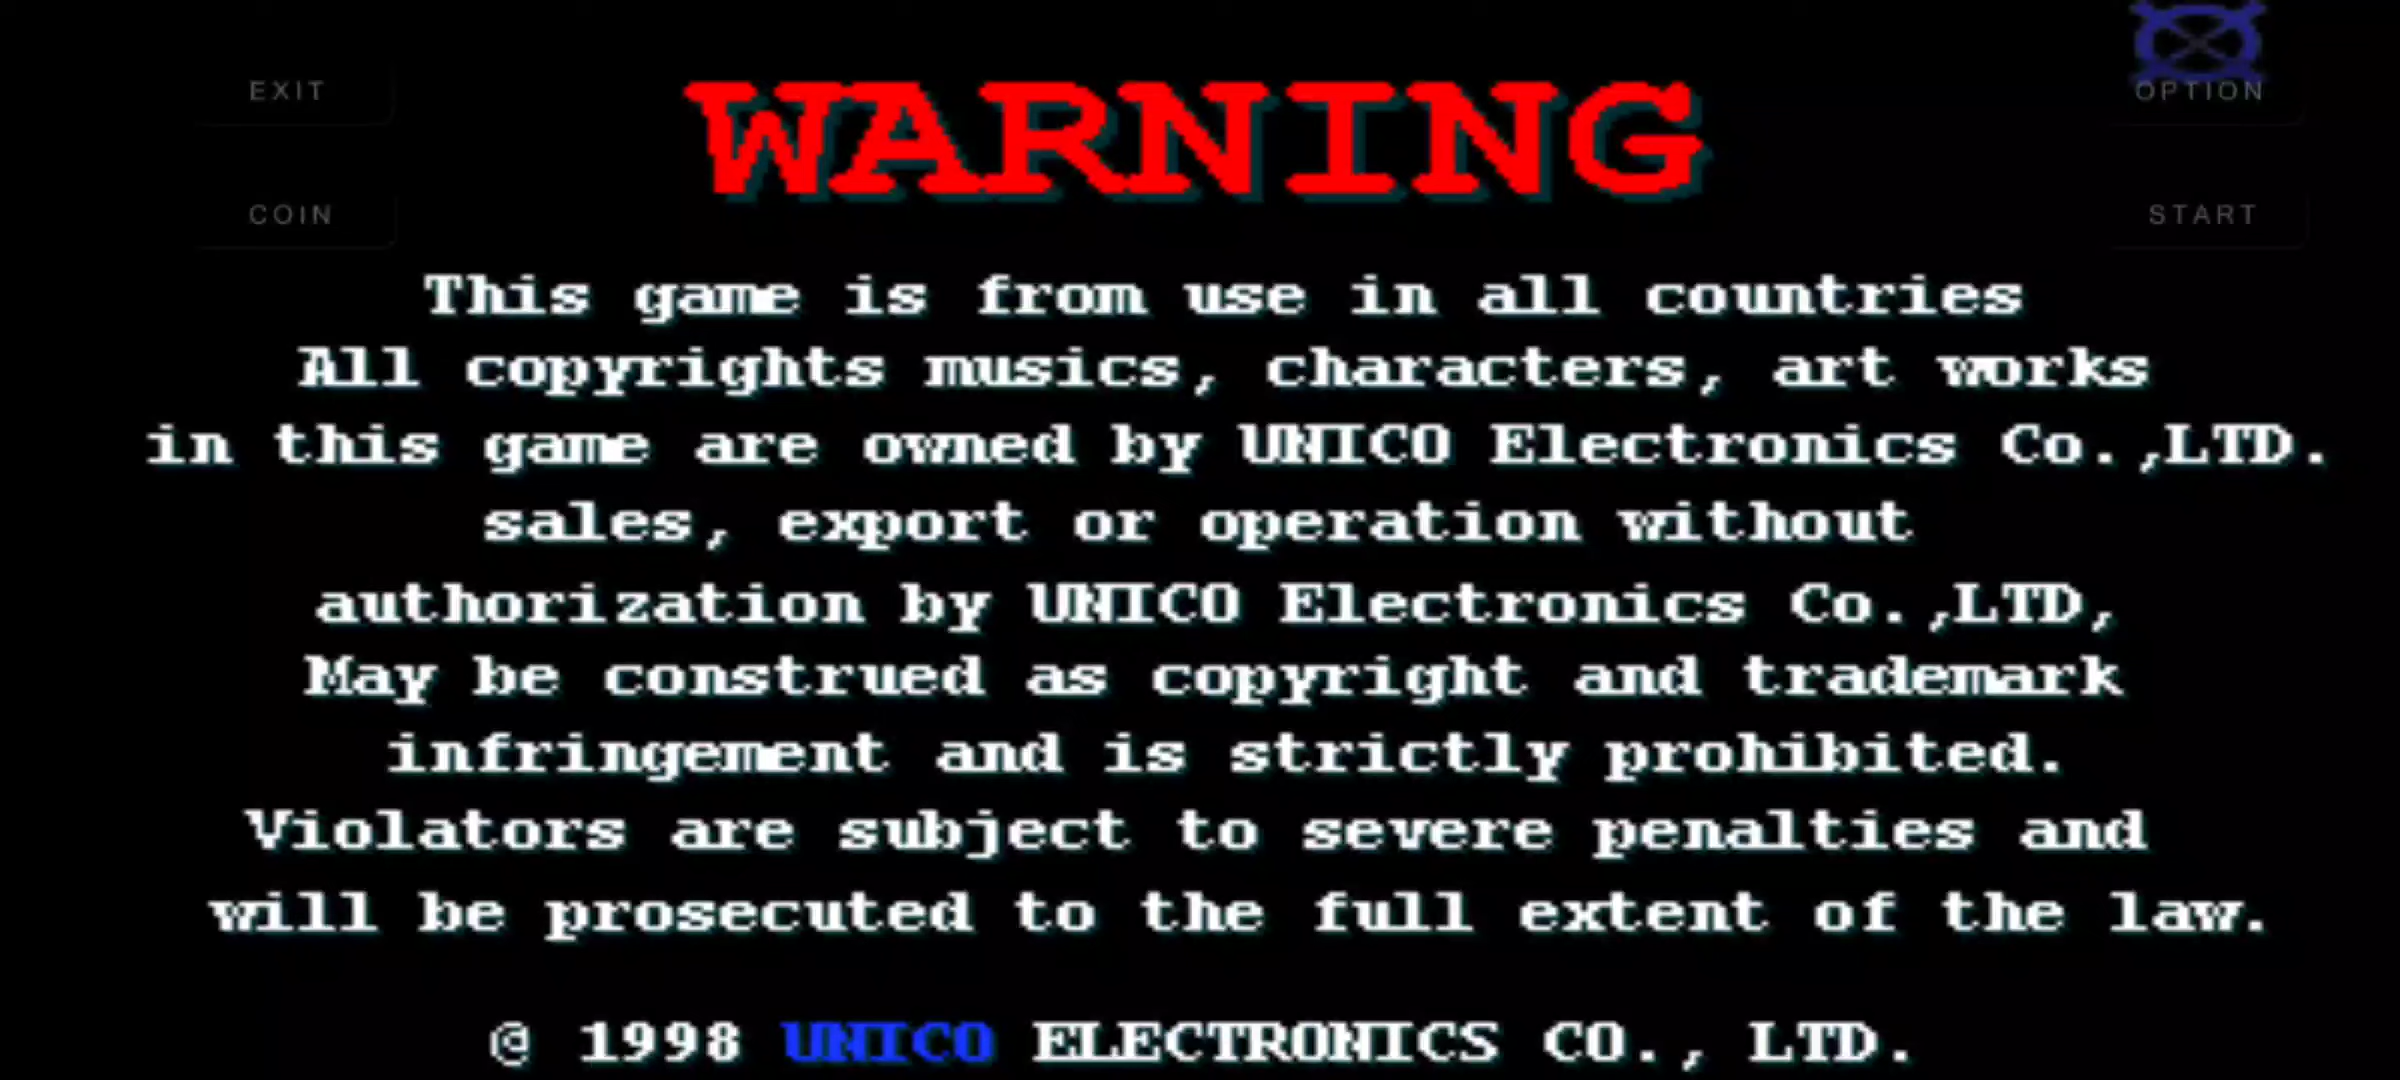 EXIT
OPTION
WARNING
COIN
START
This game is from use in all countries
All copyrights musics, characters, art works
in this game are owned by UNICO Electronics Co.,LTD.
sales, export or operation without
authorization by UNICO Electronics Co.,LTD,
May be construed as copyright and trademark
infringement and is strictly prohibited.
Violators are subject to severe penalties and
will be prosecuted to the full extent of the law.
@ 1998 UNICO ELECTRONICS CO., LTD.